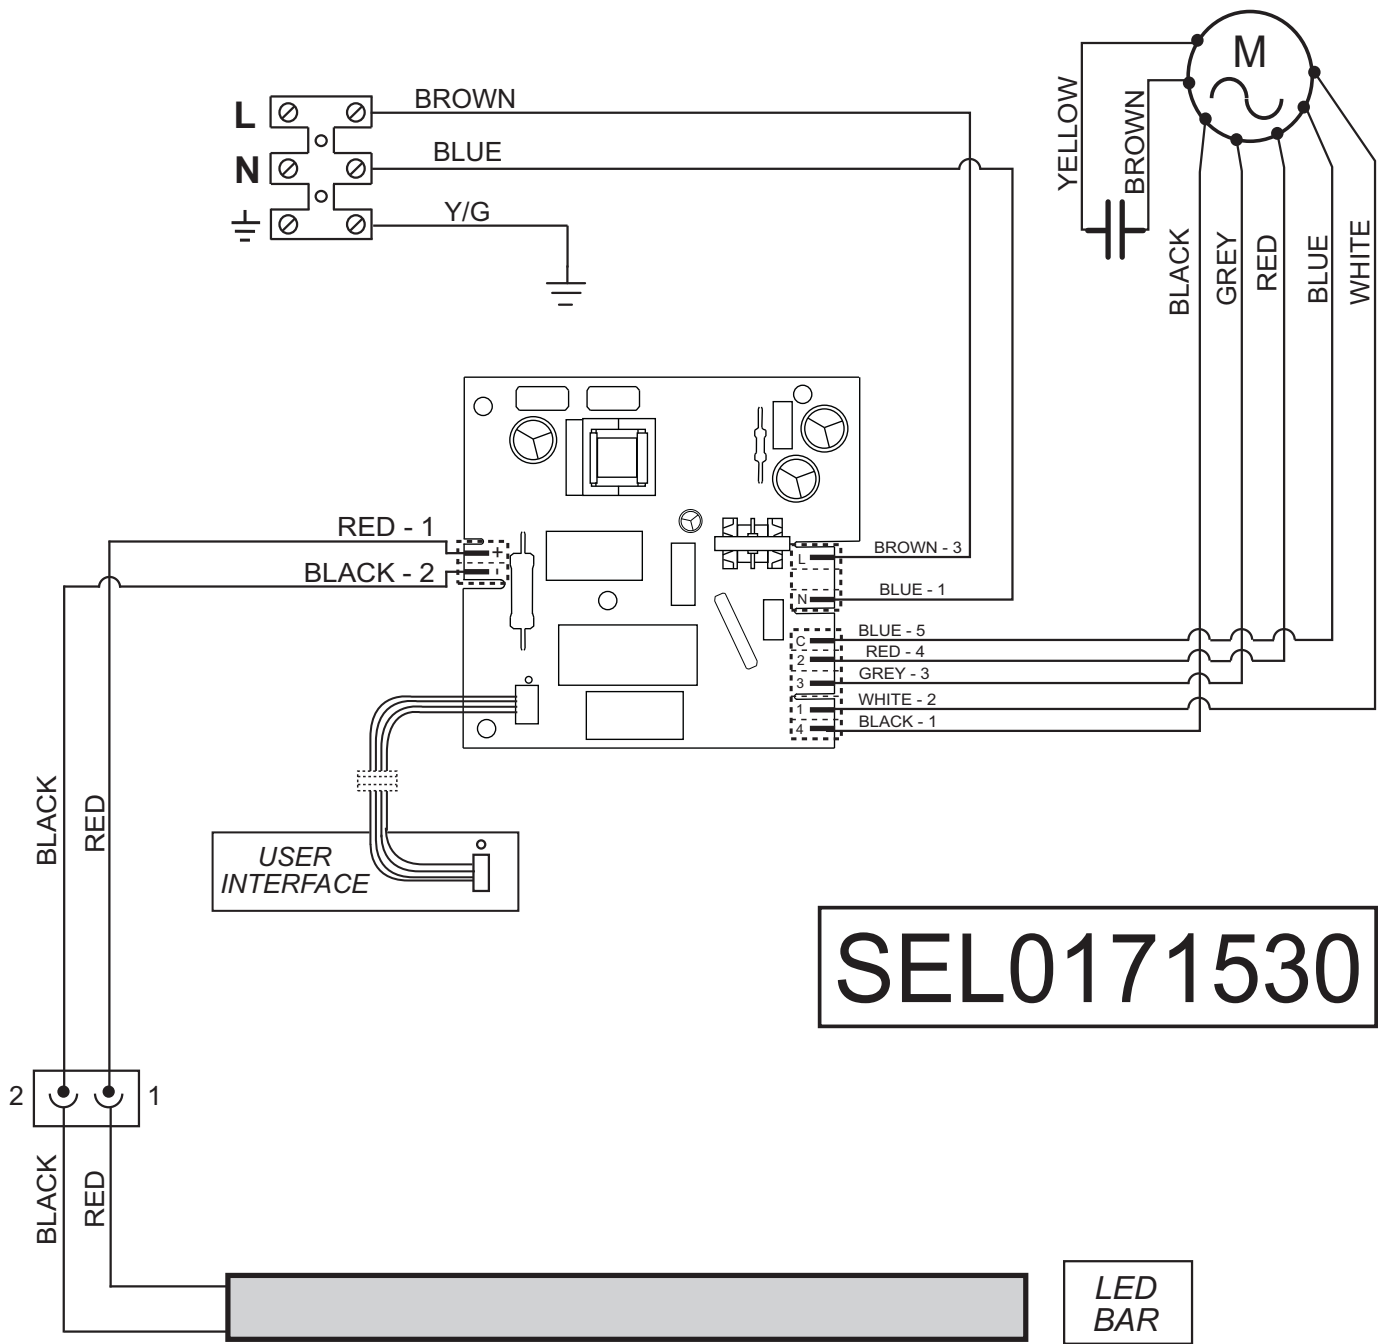 M
L
BROWN
N
BLUE
Y/G
YELLOW
BROWN
BLACK
GREY
RED
BLUE
WHITE
RED - 1
BLACK - 2
+
-
L
BROWN - 3
N
BLUE - 1
C
BLUE - 5
2
RED - 4
3
GREY - 3
1
WHITE - 2
4
BLACK - 1
BLACK
RED
USER
INTERFACE
SEL0171530
2
1
BLACK
RED
LED
BAR